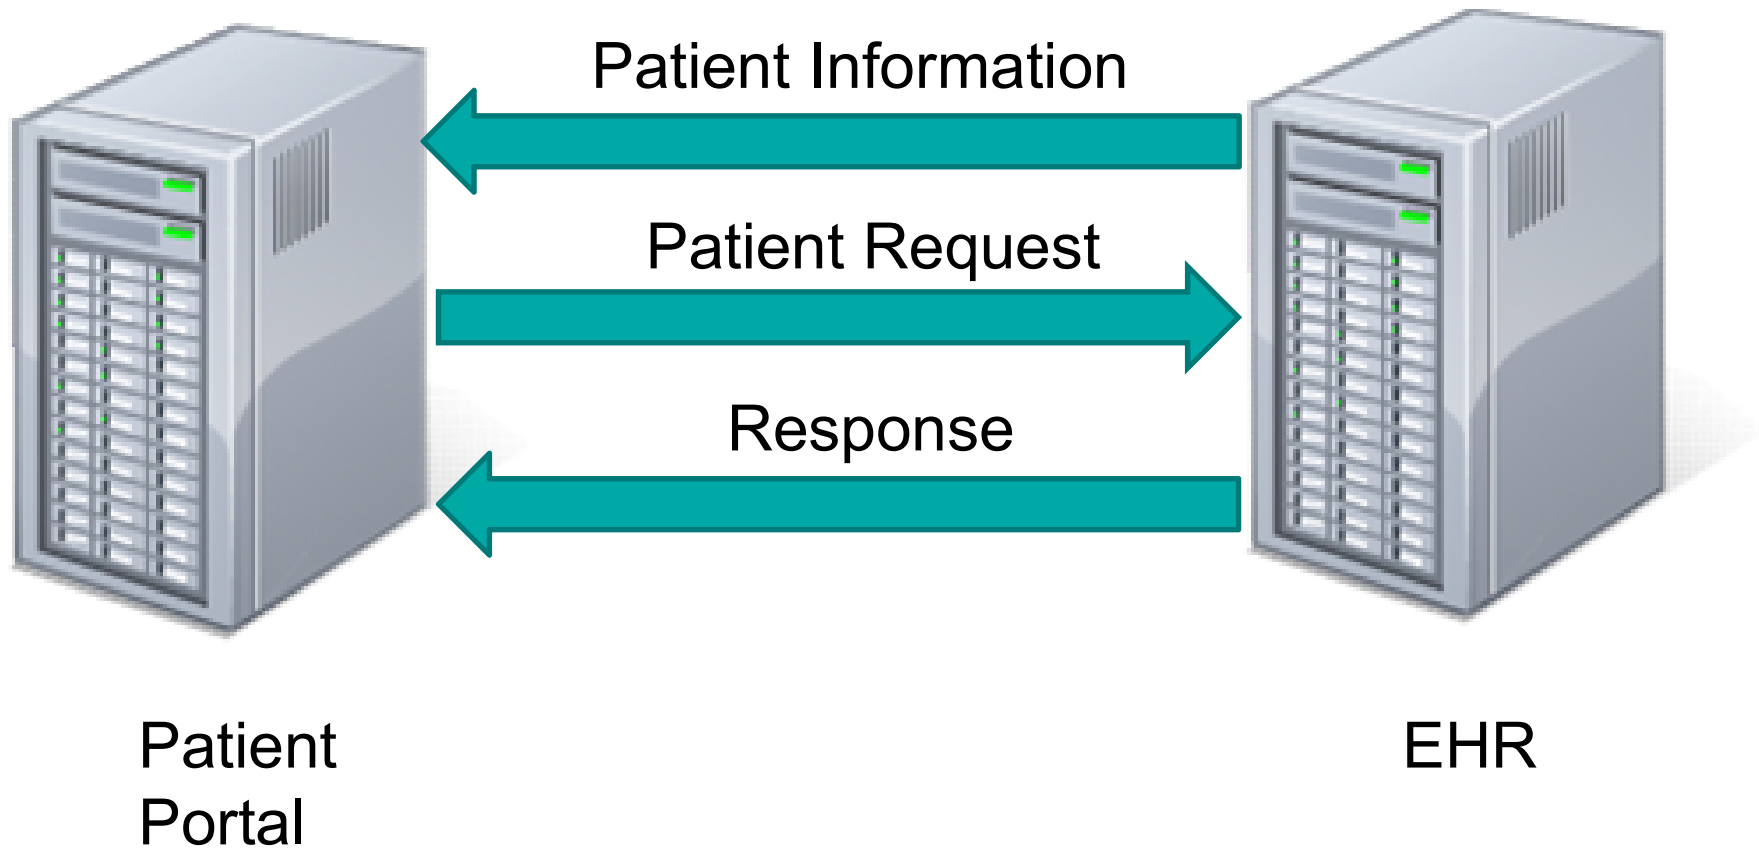 Patient Information
Patient Request
Response
Patient
Portal
EHR